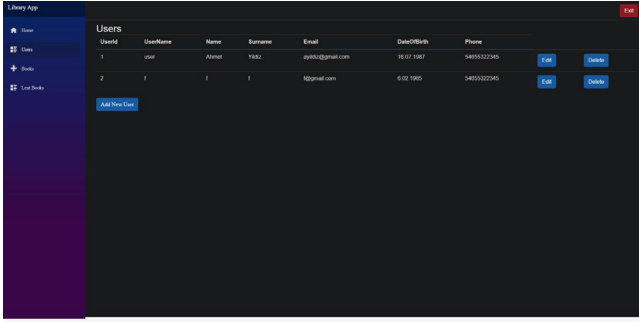 Library App
Exit
Home
Users
Books
Lent Books
Users
UserId UserName Name Surname Email DateOfBirth Phone
1 user Ahmet Yıldız ayildiz@gmail.com 16.07.1987 54655322345 Edit Delete
2 f f f f@gmail.com 6.02.1985 54655322345 Edit Delete
Add New User